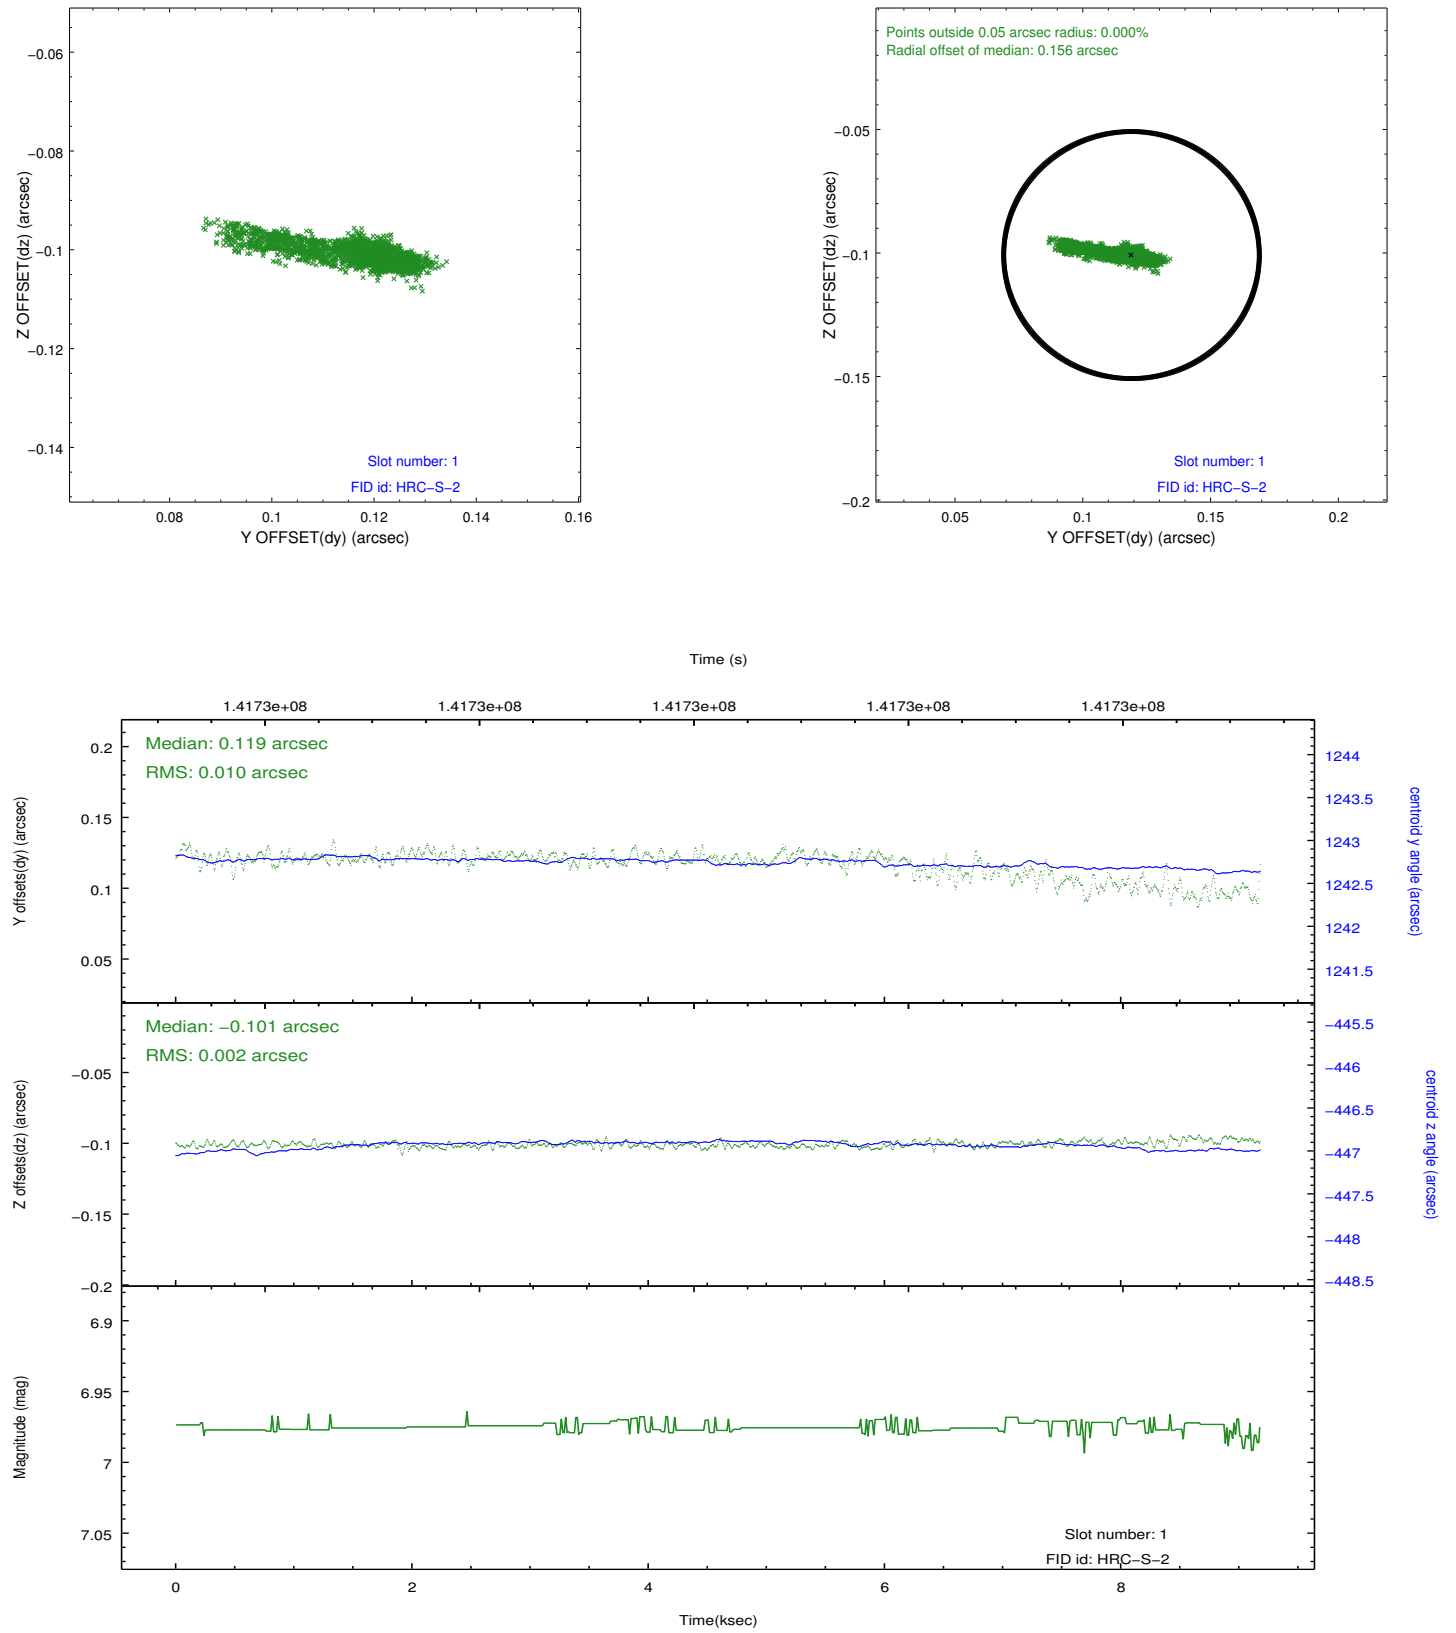 −0.06
−0.08
−0.1
−0.12
−0.14
Z OFFSET(dz) (arcsec)
Slot number: 1
FID id: HRC−S−2
0.08 0.1 0.12 0.14 0.16
Y OFFSET(dy) (arcsec)
Points outside 0.05 arcsec radius: 0.000%
Radial offset of median: 0.156 arcsec
−0.05
−0.1
−0.15
−0.2
Z OFFSET(dz) (arcsec)
Slot number: 1
FID id: HRC−S−2
0.05 0.1 0.15 0.2
Y OFFSET(dy) (arcsec)
Time (s)
1.4173e+08 1.4173e+08 1.4173e+08 1.4173e+08 1.4173e+08
Median: 0.119 arcsec
RMS: 0.010 arcsec
0.2
0.15
0.1
0.05
Y offsets(dy) (arcsec)
1244
1243.5
1243
1242.5
1242
1241.5
centroid y angle (arcsec)
Median: −0.101 arcsec
RMS: 0.002 arcsec
−0.05
−0.1
−0.15
−0.2
Z offsets(dz) (arcsec)
−445.5
−446
−446.5
−447
−447.5
−448
−448.5
centroid z angle (arcsec)
6.9
6.95
7
7.05
Magnitude (mag)
Slot number: 1
FID id: HRC−S−2
0 2 4 6 8
Time(ksec)